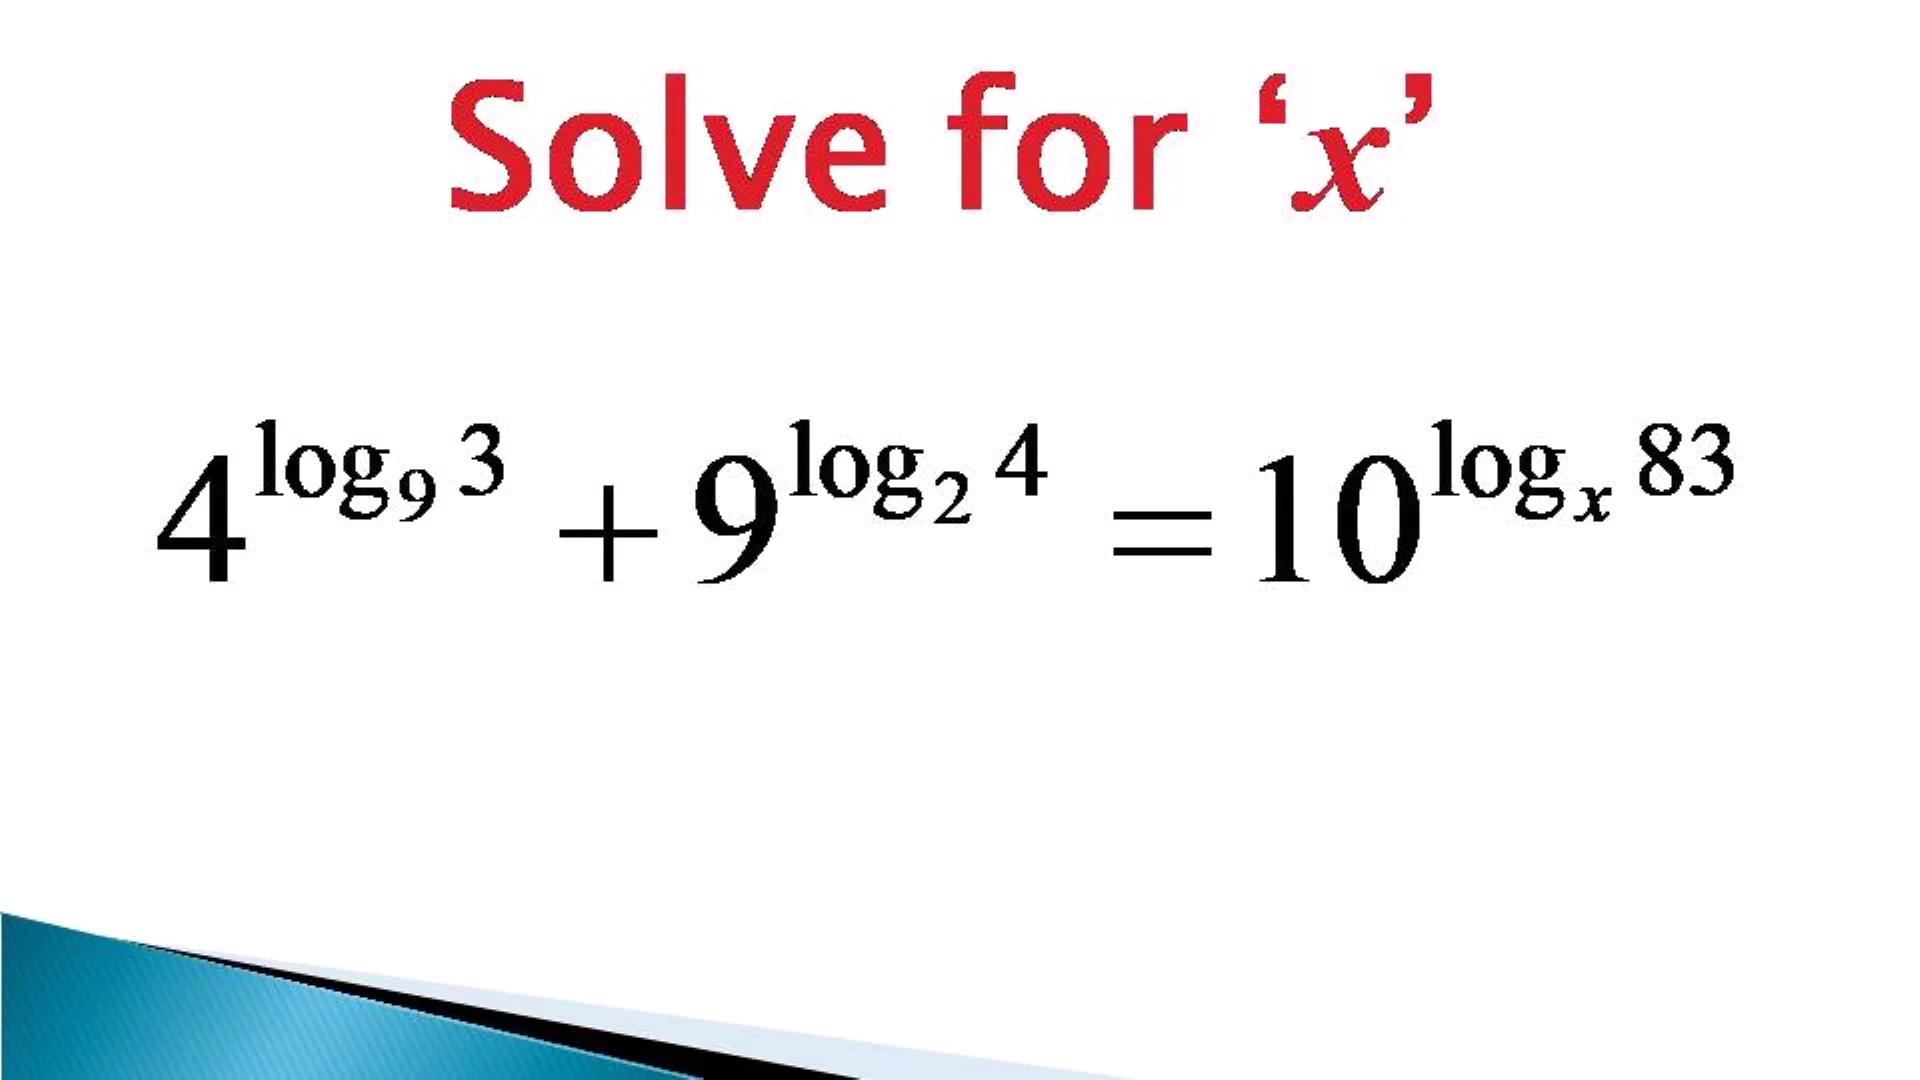 Solve for ‘x’
4^{log_9 3} + 9^{log_2 4} = 10^{log_x 83}